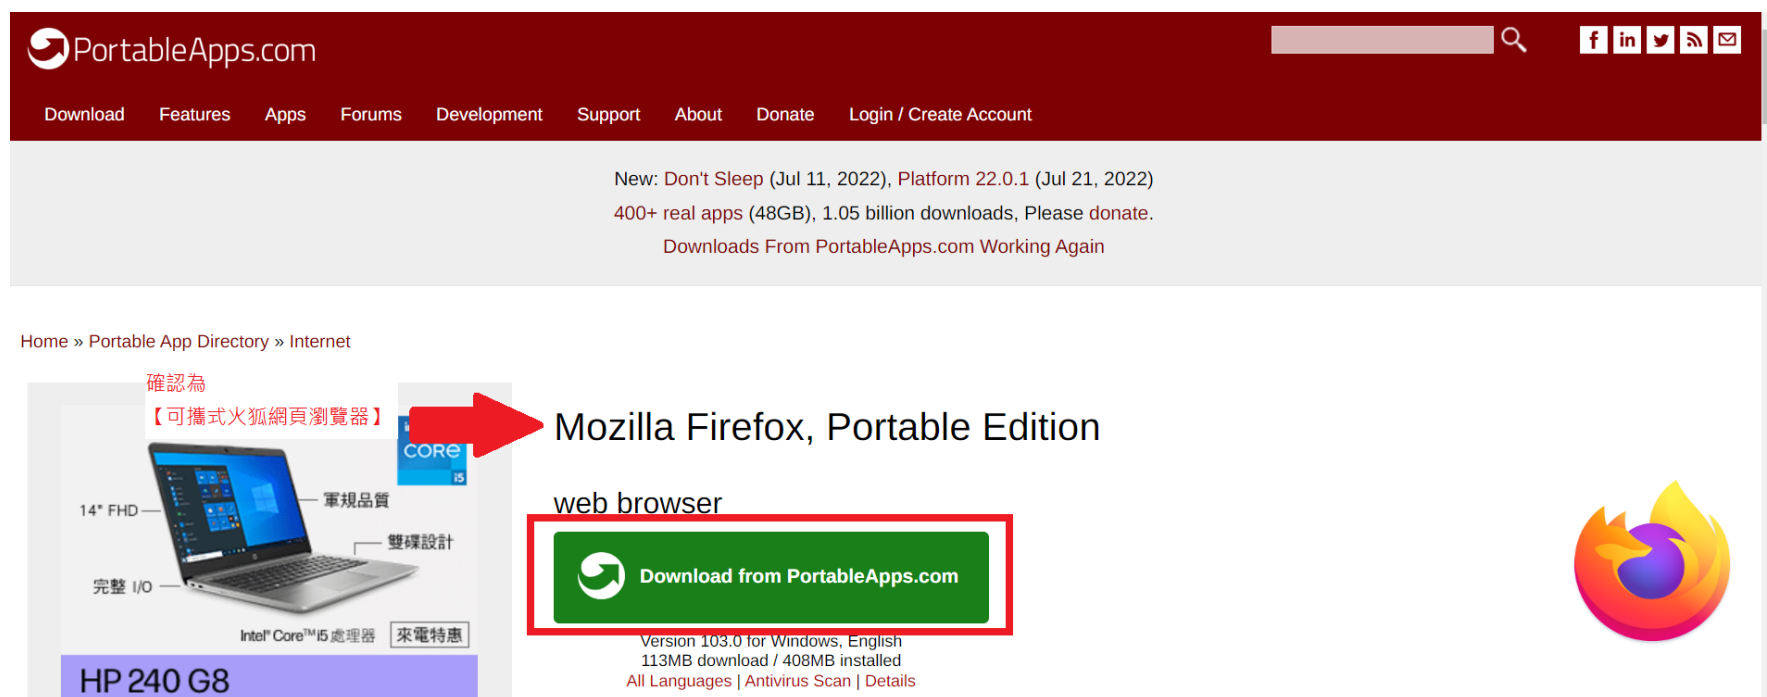 PortableApps.com
Download Features Apps Forums Development Support About Donate Login / Create Account
New: Don't Sleep (Jul 11, 2022), Platform 22.0.1 (Jul 21, 2022)
400+ real apps (48GB), 1.05 billion downloads, Please donate.
Downloads From PortableApps.com Working Again
Home » Portable App Directory » Internet
確認為
【可攜式火狐網頁瀏覽器】
CORE
i5
14" FHD
軍規品質
雙碟設計
完整 I/O
Intel® Core™ i5 處理器
來電特惠
HP 240 G8
Mozilla Firefox, Portable Edition
web browser
Download from PortableApps.com
Version 103.0 for Windows, English
113MB download / 408MB installed
All Languages | Antivirus Scan | Details